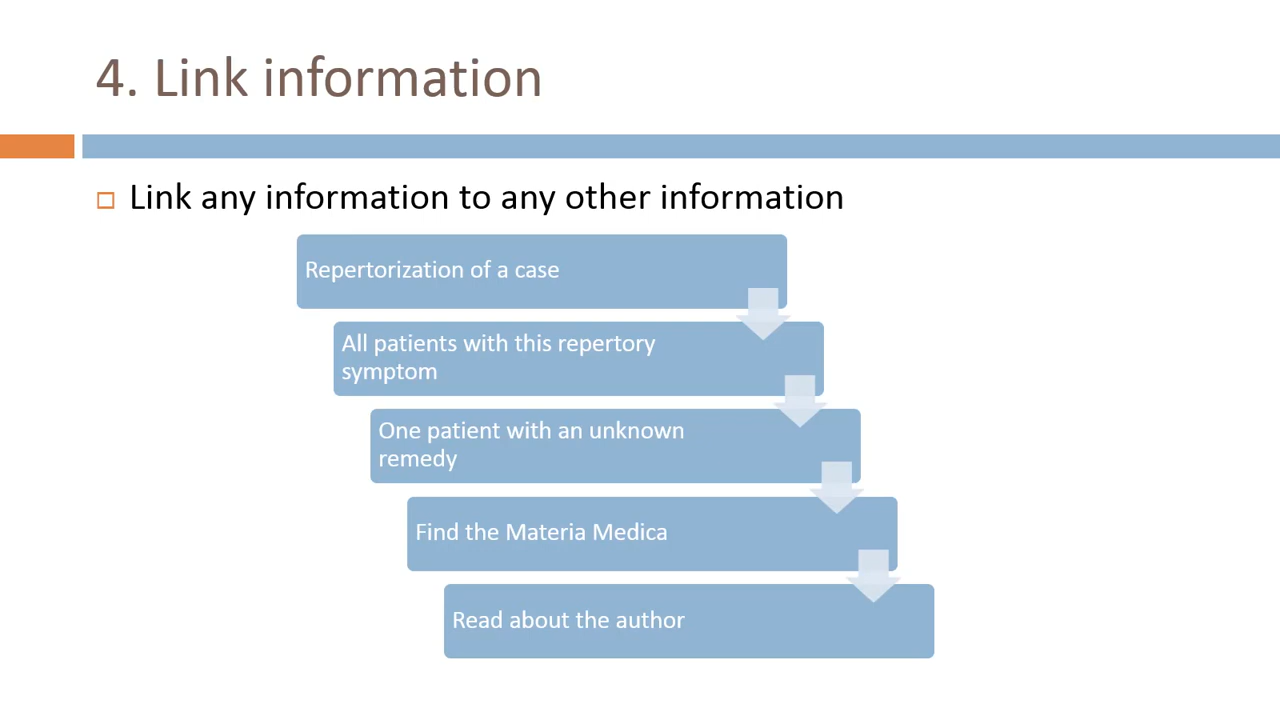 4. Link information
Link any information to any other information
Repertorization of a case
All patients with this repertory
symptom
One patient with an unknown
remedy
Find the Materia Medica
Read about the author